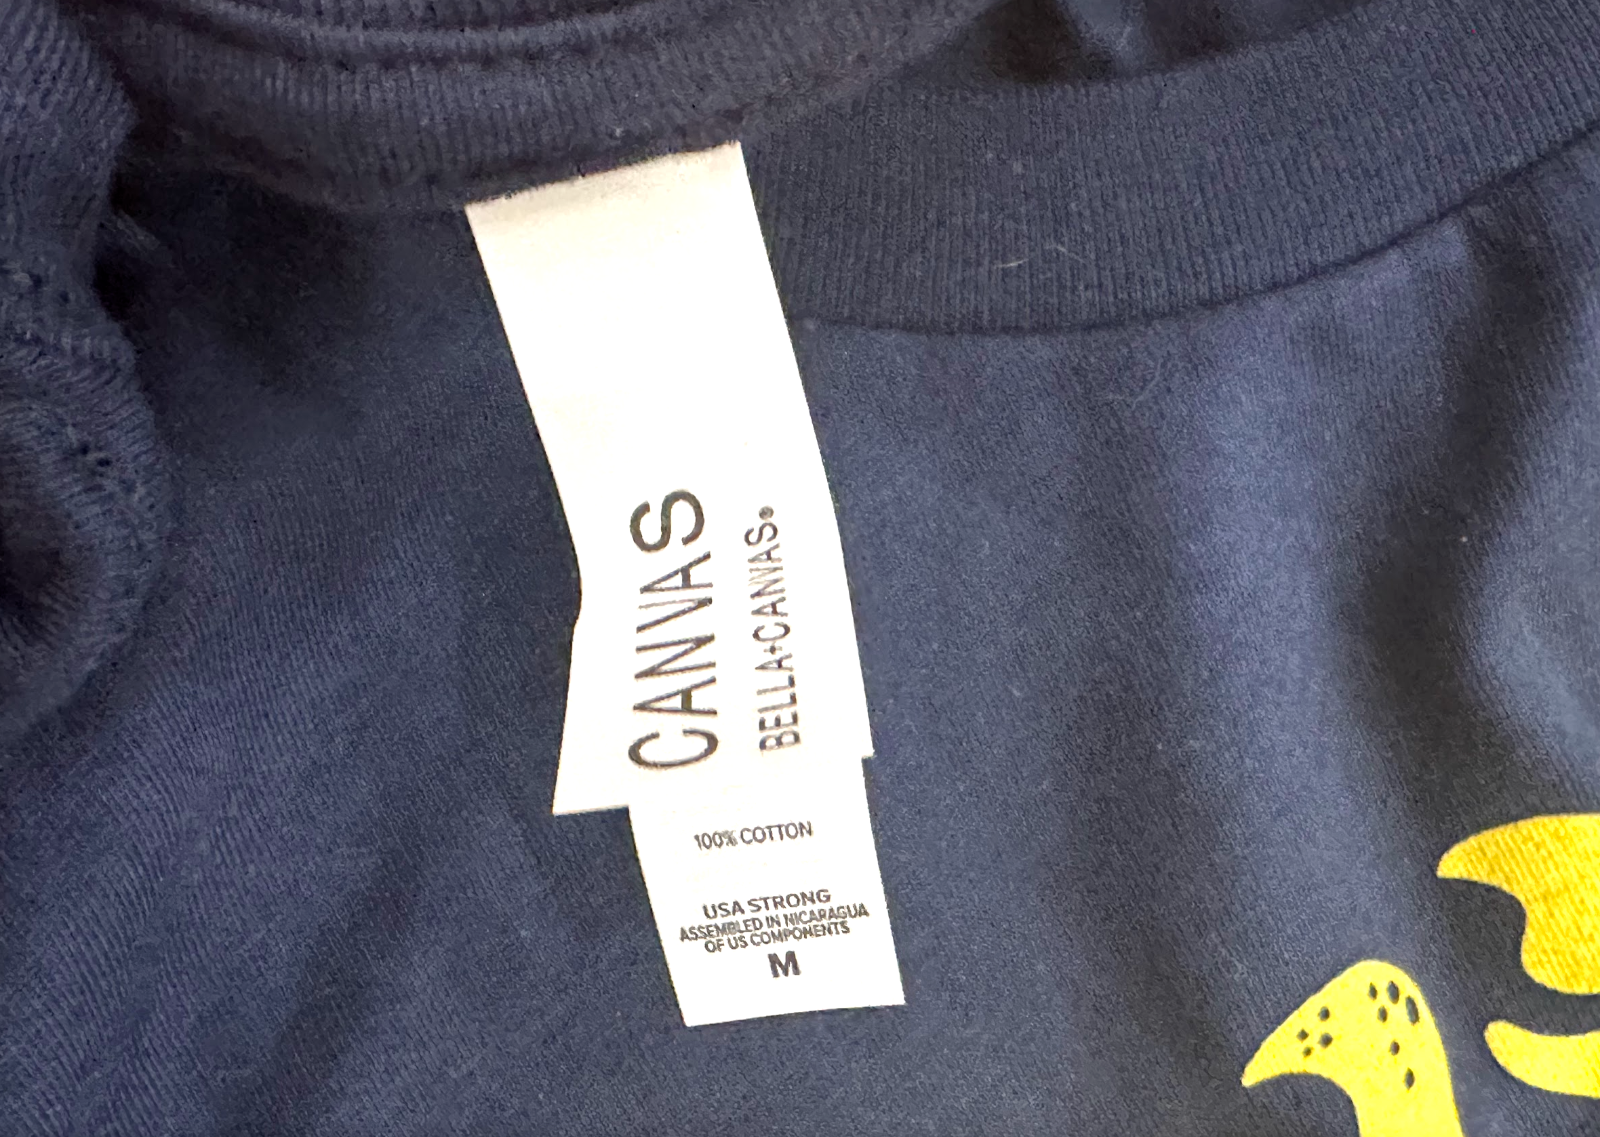 CANVAS
BELLA+CANVAS®
100% COTTON
USA STRONG
ASSEMBLED IN NICARAGUA
OF US COMPONENTS
M